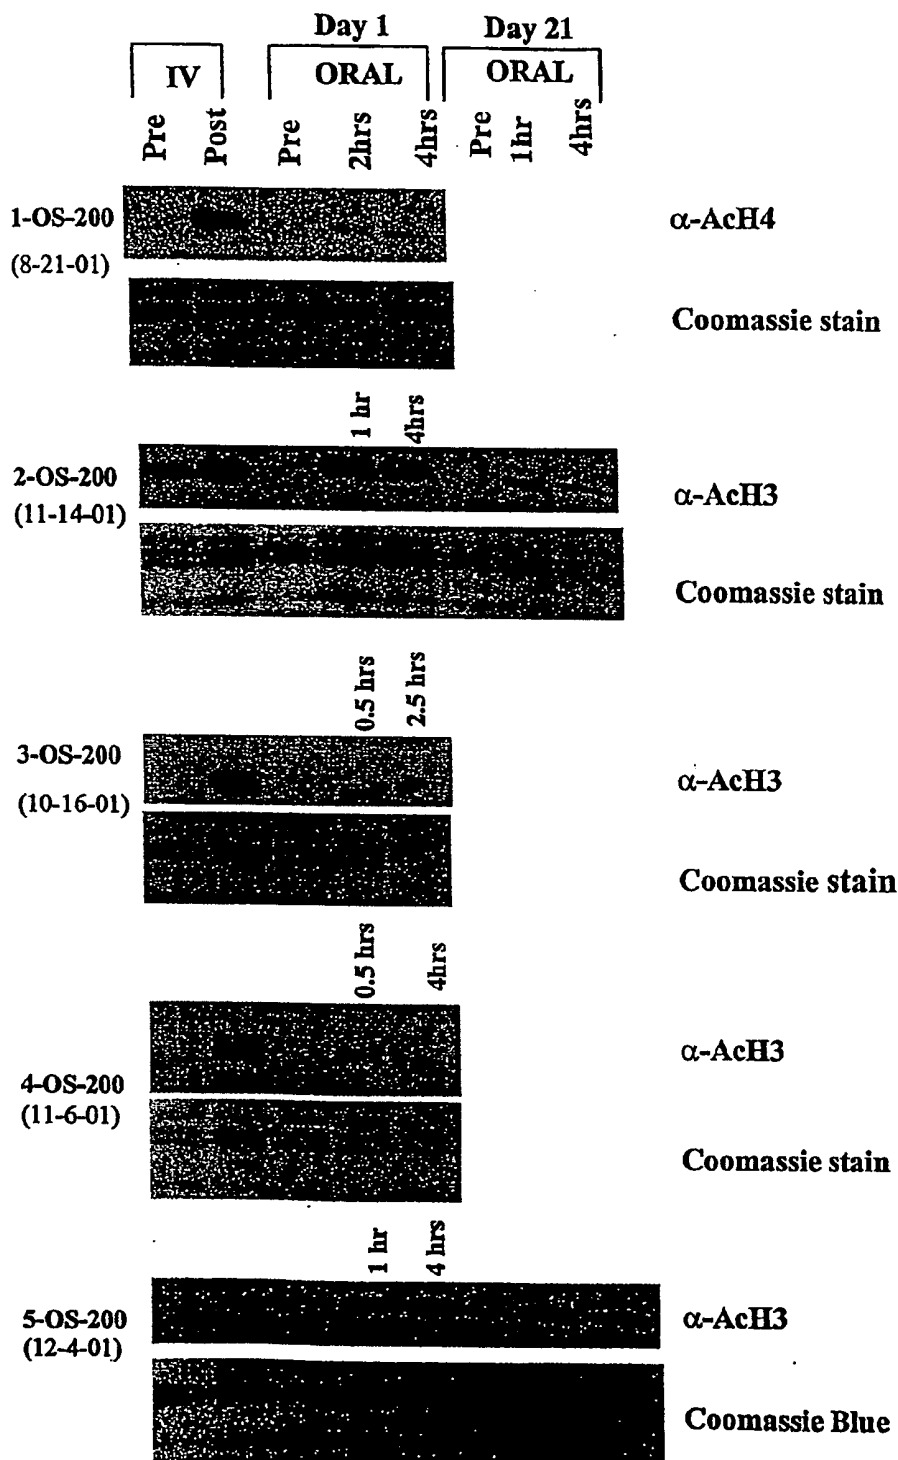 Day 1 Day 21
IV ORAL ORAL
Pre Post Pre 2hrs 4hrs Pre 1hr 4hrs
1-OS-200
(8-21-01)
α-AcH4
Coomassie stain
1 hr 4hrs
2-OS-200
(11-14-01)
α-AcH3
Coomassie stain
0.5 hrs 2.5 hrs
3-OS-200
(10-16-01)
α-AcH3
Coomassie stain
0.5 hrs 4hrs
4-OS-200
(11-6-01)
α-AcH3
Coomassie stain
1 hr 4 hrs
5-OS-200
(12-4-01)
α-AcH3
Coomassie Blue